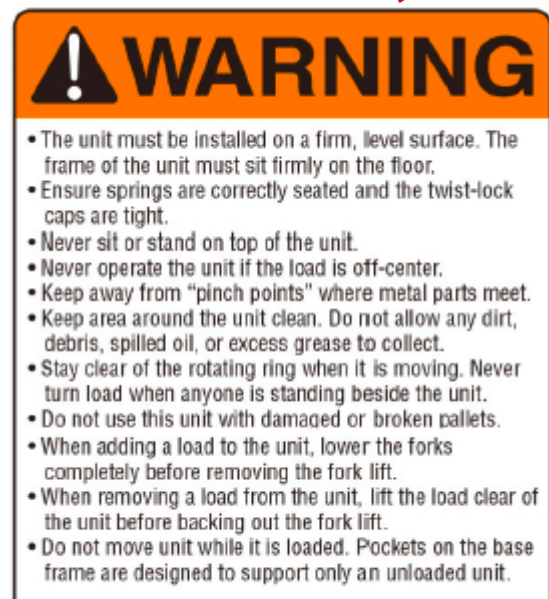 WARNING
• The unit must be installed on a firm, level surface. The
frame of the unit must sit firmly on the floor.
• Ensure springs are correctly seated and the twist-lock
caps are tight.
• Never sit or stand on top of the unit.
• Never operate the unit if the load is off-center.
• Keep away from “pinch points” where metal parts meet.
• Keep area around the unit clean. Do not allow any dirt,
debris, spilled oil, or excess grease to collect.
• Stay clear of the rotating ring when it is moving. Never
turn load when anyone is standing beside the unit.
• Do not use this unit with damaged or broken pallets.
• When adding a load to the unit, lower the forks
completely before removing the fork lift.
• When removing a load from the unit, lift the load clear of
the unit before backing out the fork lift.
• Do not move unit while it is loaded. Pockets on the base
frame are designed to support only an unloaded unit.